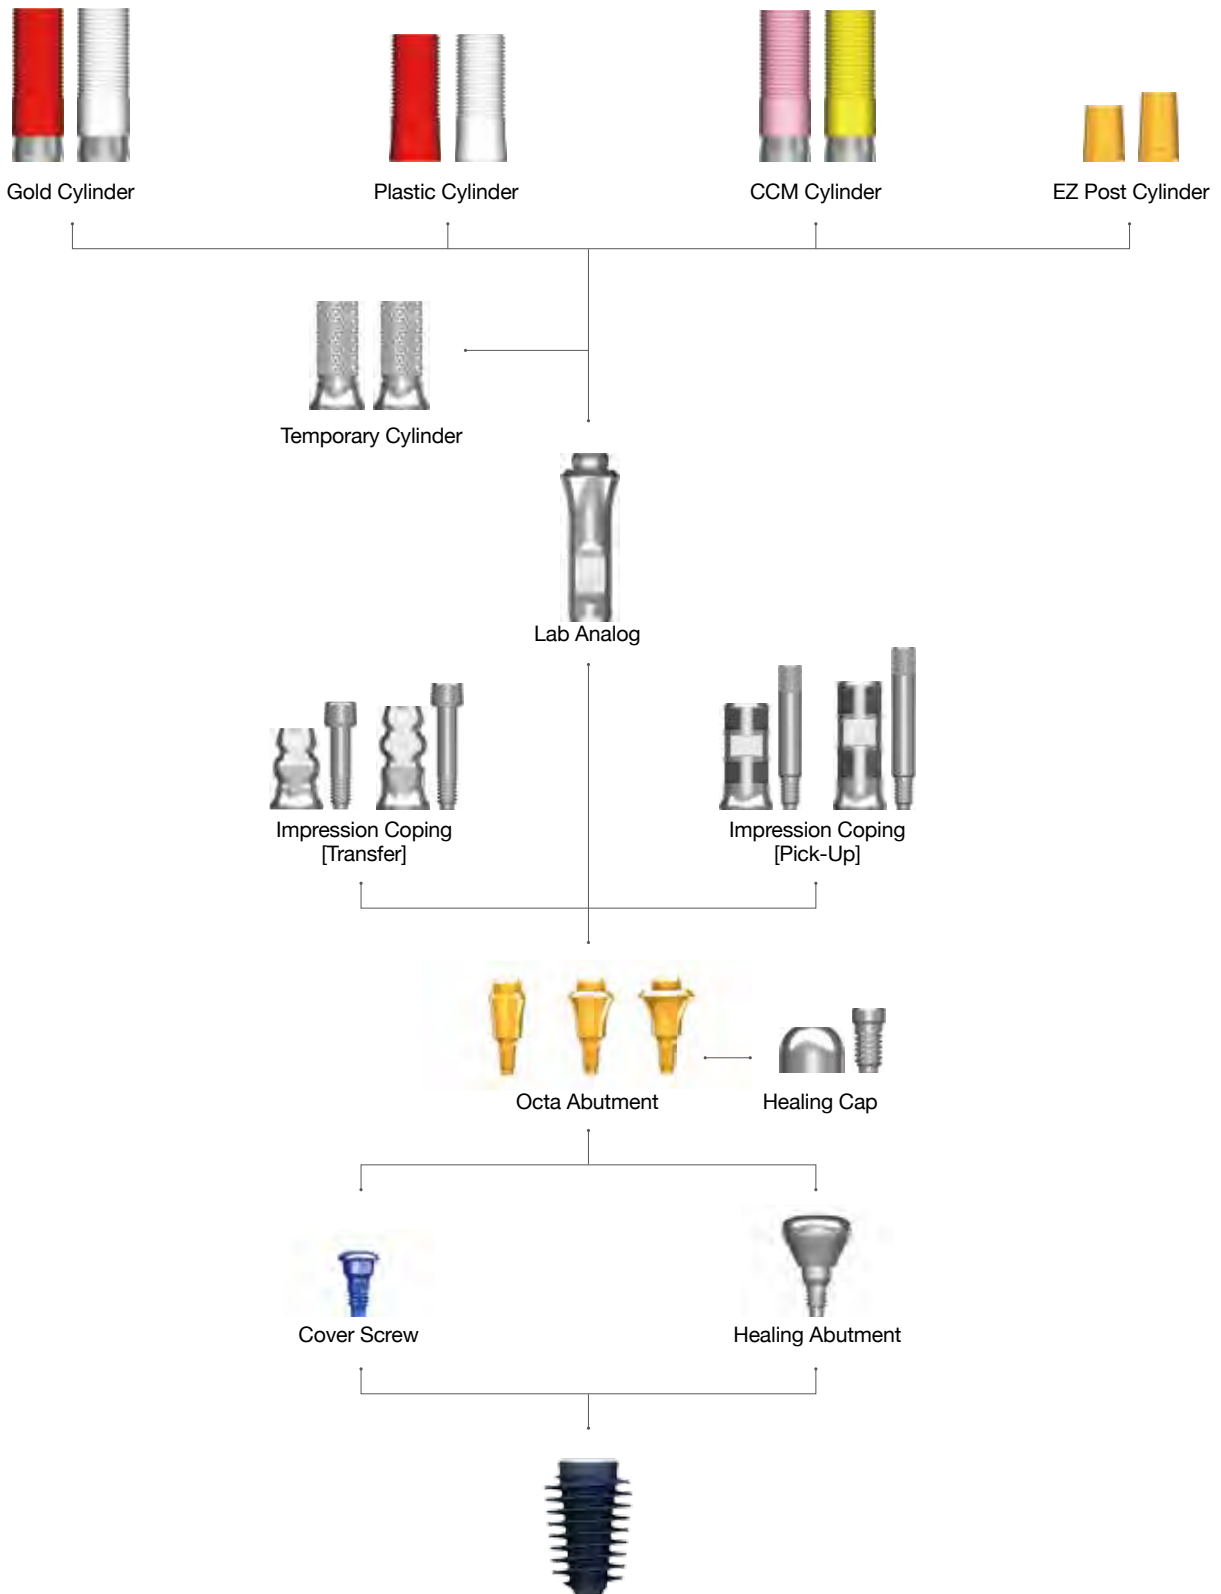 Gold Cylinder
Plastic Cylinder
CCM Cylinder
EZ Post Cylinder
Temporary Cylinder
Lab Analog
Impression Coping
[Transfer]
Impression Coping
[Pick-Up]
Octa Abutment
Healing Cap
Cover Screw
Healing Abutment